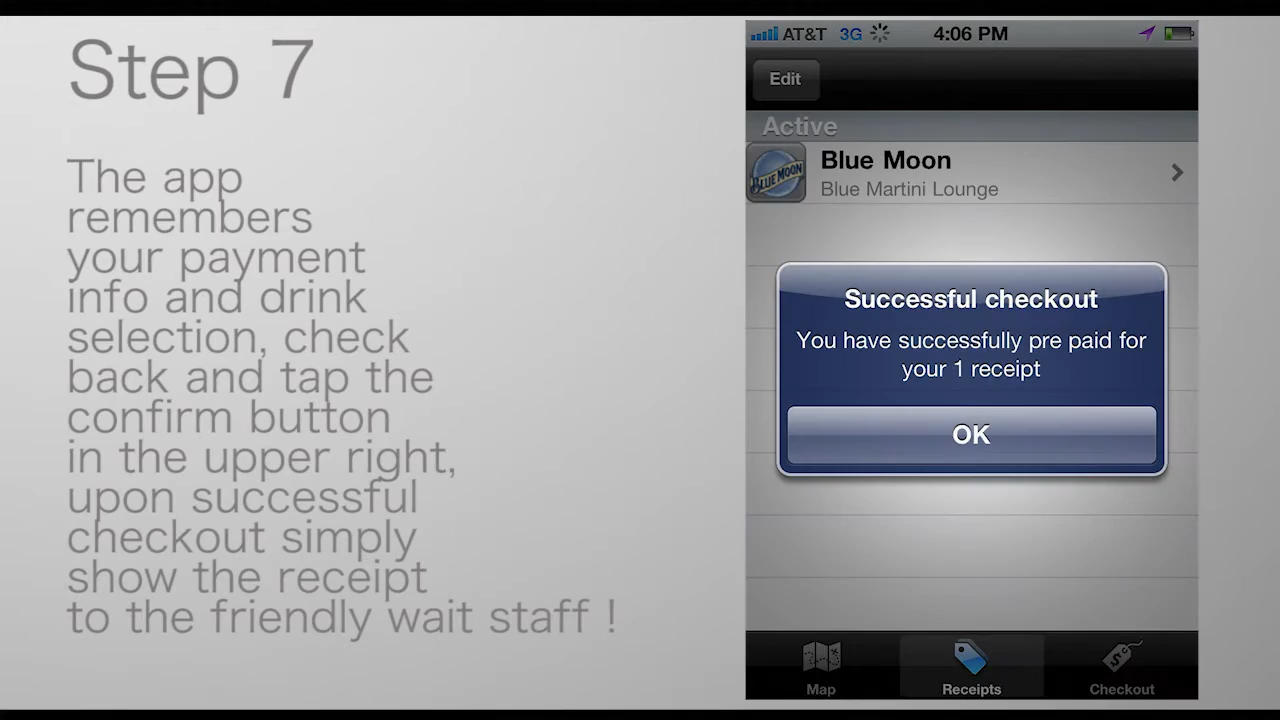 Step 7
The app
remembers
your payment
info and drink
selection, check
back and tap the
confirm button
in the upper right,
upon successful
checkout simply
show the receipt
to the friendly wait staff !
AT&T 3G 4:06 PM
Edit
Active
BLUE MOON
Blue Moon
Blue Martini Lounge
Successful checkout
You have successfully pre paid for
your 1 receipt
OK
Map Receipts Checkout